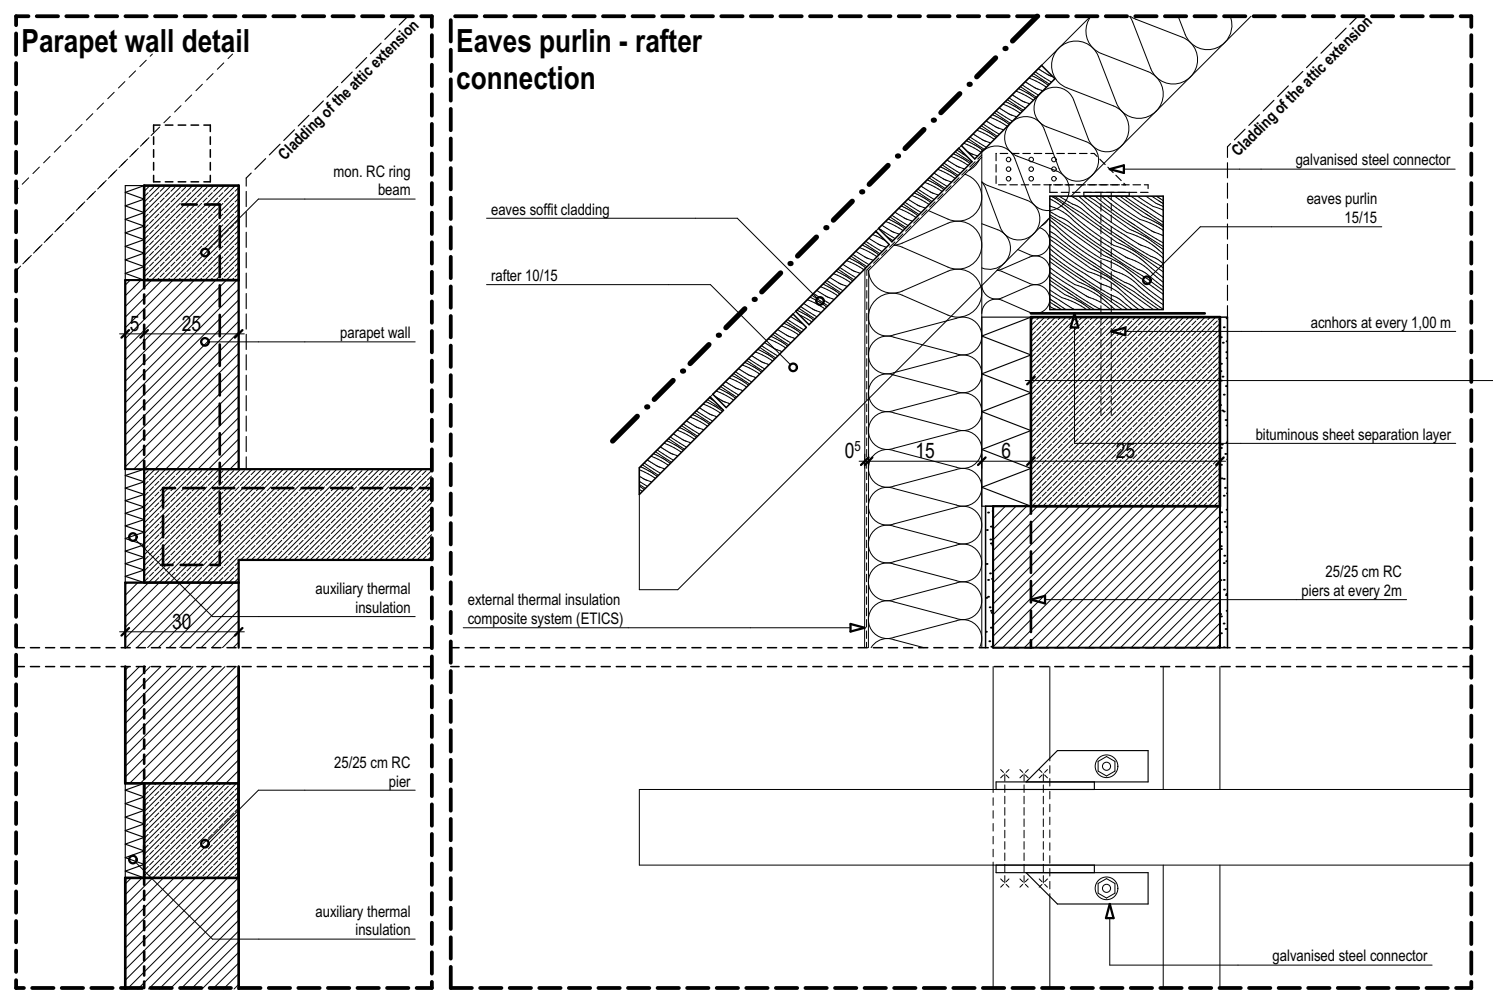 Parapet wall detail
Cladding of the attic extension
mon. RC ring
beam
5
25
parapet wall
auxiliary thermal
insulation
30
25/25 cm RC
pier
auxiliary thermal
insulation
Eaves purlin - rafter
connection
Cladding of the attic extension
galvanised steel connector
eaves purlin
15/15
eaves soffit cladding
rafter 10/15
acnhors at every 1,00 m
bituminous sheet separation layer
0⁵
15
6
25
25/25 cm RC
piers at every 2m
external thermal insulation
composite system (ETICS)
galvanised steel connector